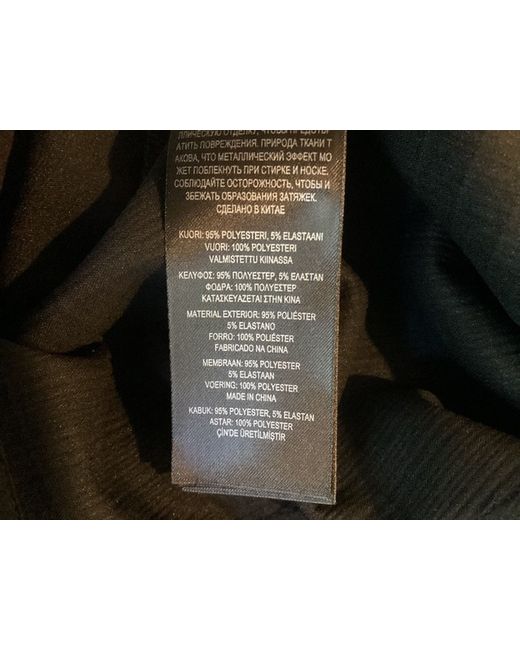 ЛЛИЧЕСКУЮ ОТДЕЛКУ, ЧТОБЫ ПРЕДОТВ
АТИТЬ ПОВРЕЖДЕНИЯ. ПРИРОДА ТКАНИ Т
АКОВА, ЧТО МЕТАЛЛИЧЕСКИЙ ЭФФЕКТ МО
ЖЕТ ПОБЛЕКНУТЬ ПРИ СТИРКЕ И НОСКЕ.
СОБЛЮДАЙТЕ ОСТОРОЖНОСТЬ, ЧТОБЫ И
ЗБЕЖАТЬ ОБРАЗОВАНИЯ ЗАТЯЖЕК.
СДЕЛАНО В КИТАЕ
KUORI: 95% POLYESTERI, 5% ELASTAANI
VUORI: 100% POLYESTERI
VALMISTETTU KIINASSA
ΚΕΛΥΦΟΣ: 95% ΠΟΛΥΕΣΤΕΡ, 5% ΕΛΑΣΤΑΝ
ΦΟΔΡΑ: 100% ΠΟΛΥΕΣΤΕΡ
ΚΑΤΑΣΚΕΥΑΖΕΤΑΙ ΣΤΗΝ ΚΙΝΑ
MATERIAL EXTERIOR: 95% POLIÉSTER
5% ELASTANO
FORRO: 100% POLIÉSTER
FABRICADO NA CHINA
MEMBRAAN: 95% POLYESTER
5% ELASTAAN
VOERING: 100% POLYESTER
MADE IN CHINA
KABUK: 95% POLYESTER, 5% ELASTAN
ASTAR: 100% POLYESTER
ÇİN'DE ÜRETİLMİŞTİR